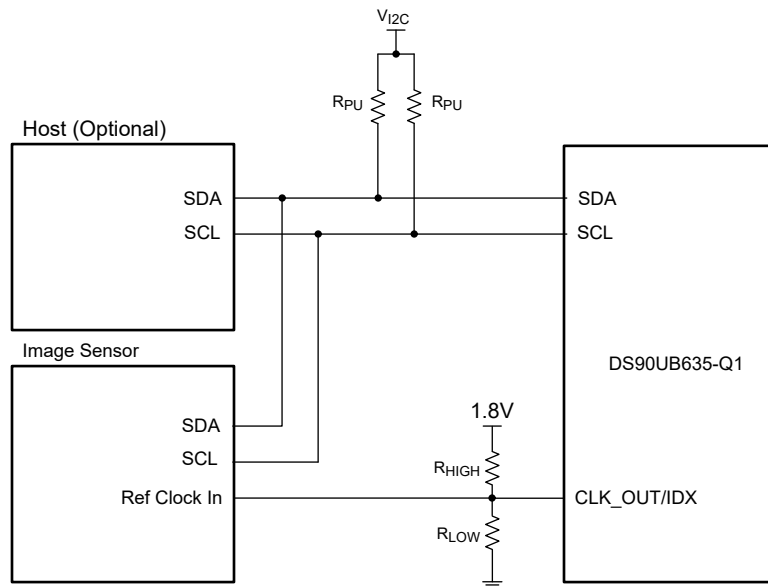 VI2C
RPU
RPU
Host (Optional)
SDA
SCL
SDA
SCL
Image Sensor
DS90UB635-Q1
1.8V
SDA
SCL
RHIGH
Ref Clock In
CLK_OUT/IDX
RLOW